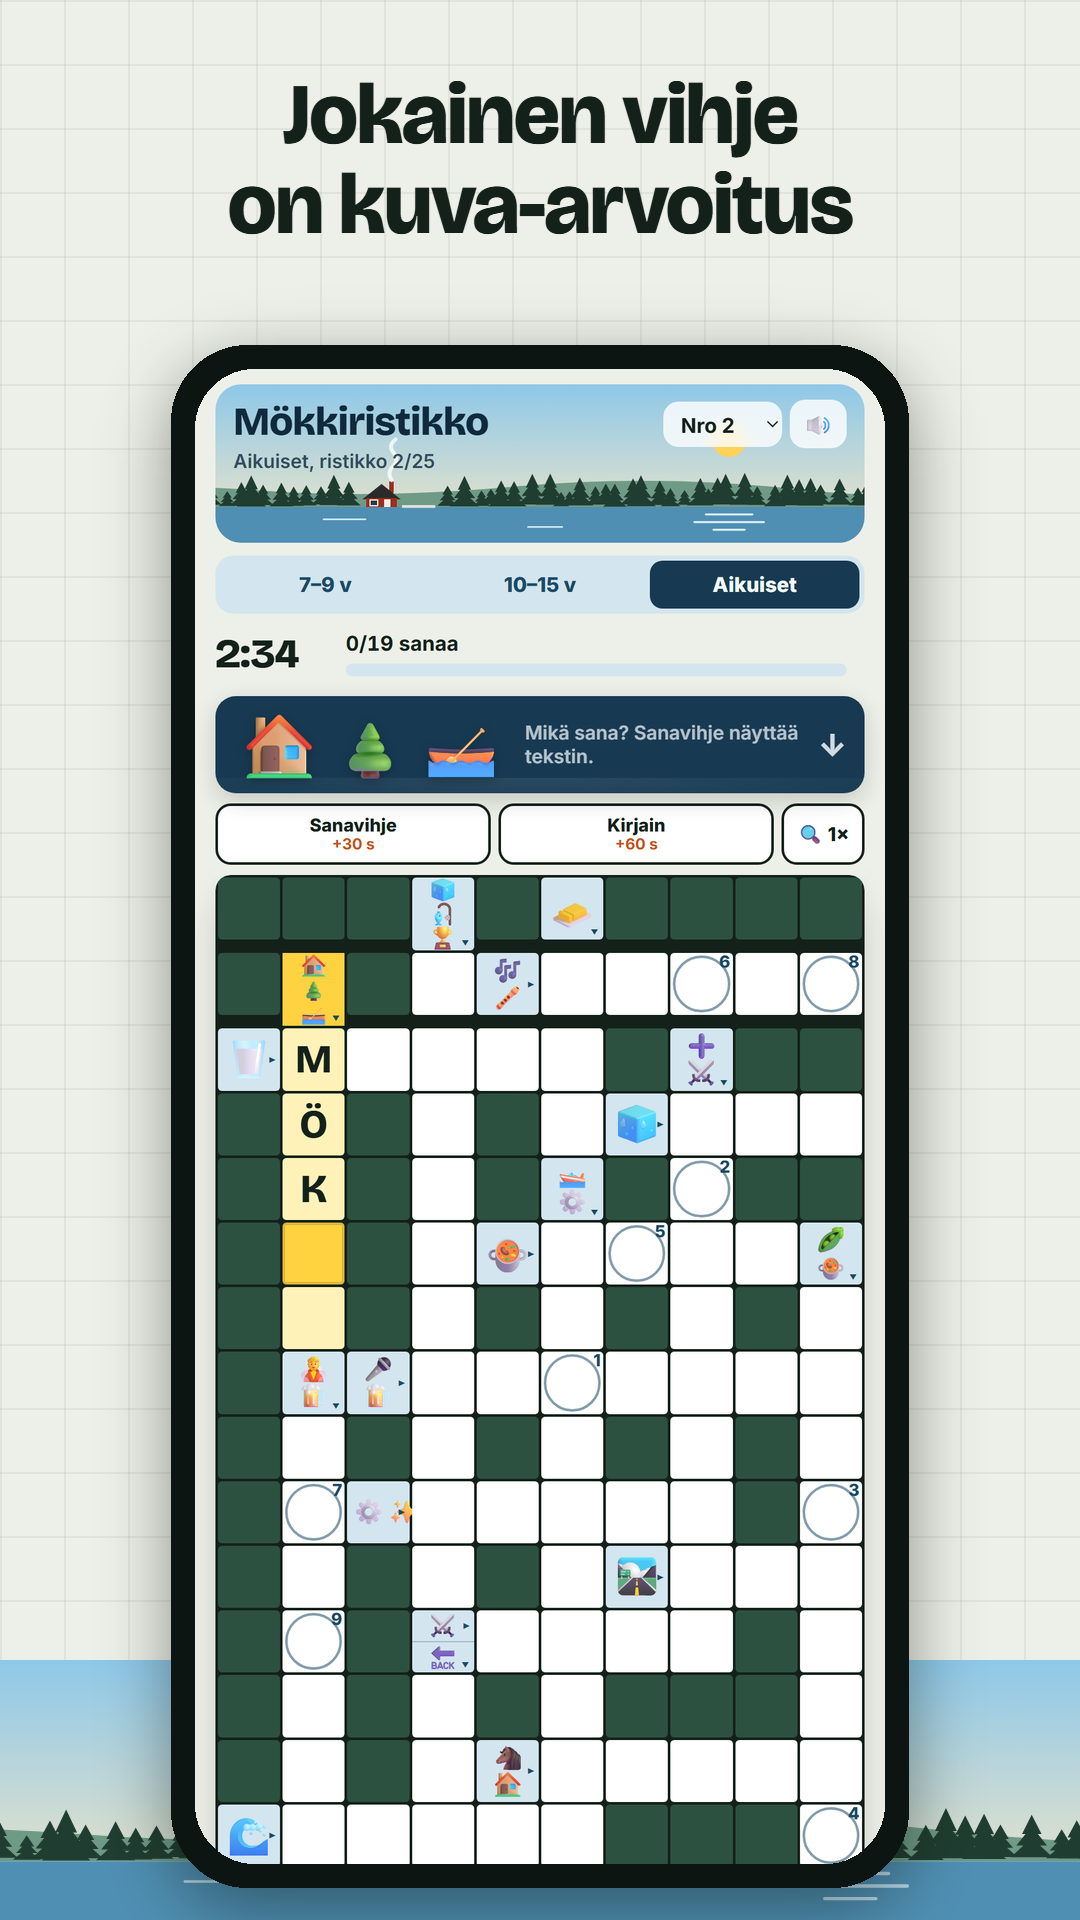 Jokainen vihje
on kuva-arvoitus
Mökkiristikko
Nro 2
Aikuiset, ristikko 2/25
7–9 v
10–15 v
Aikuiset
2:34
0/19 sanaa
Mikä sana? Sanavihje näyttää
tekstin.
Sanavihje
+30 s
Kirjain
+60 s
1×
6
8
M
Ö
K
2
5
1
7
3
9
BACK
4